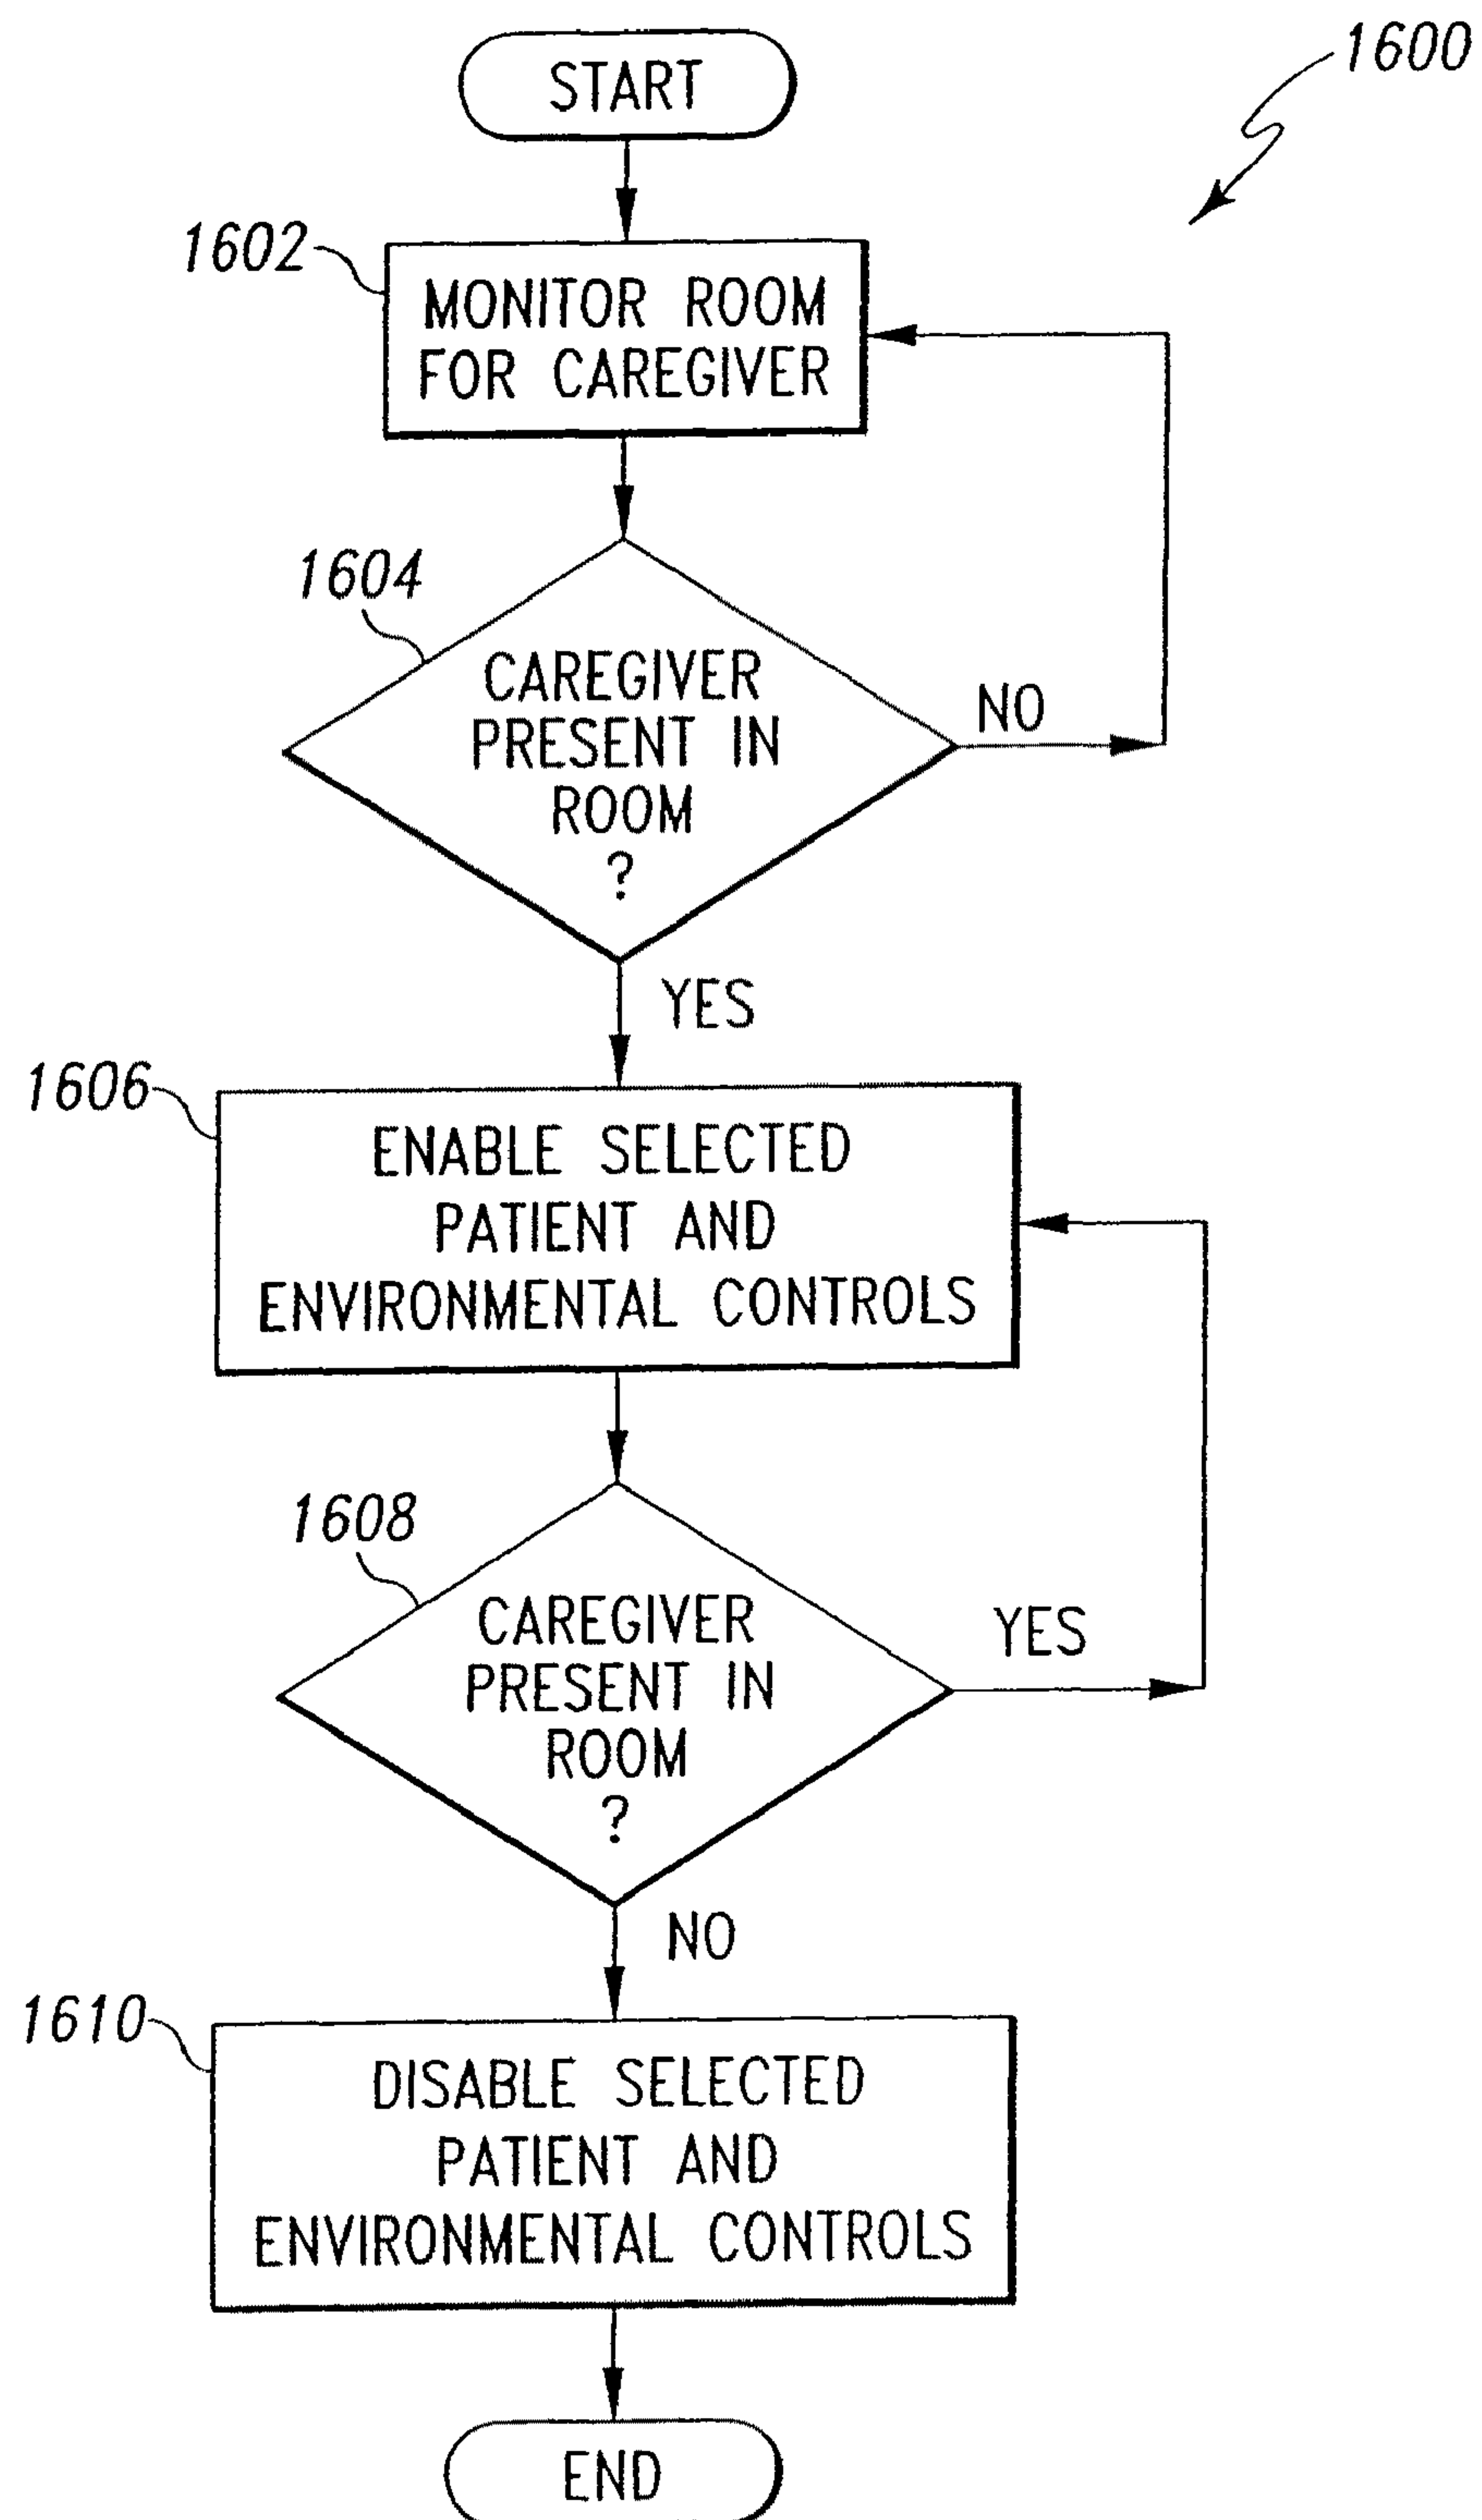 1600
START
1602
MONITOR ROOM
FOR CAREGIVER
1604
CAREGIVER
PRESENT IN
ROOM
?
NO
YES
1606
ENABLE SELECTED
PATIENT AND
ENVIRONMENTAL CONTROLS
1608
CAREGIVER
PRESENT IN
ROOM
?
YES
NO
1610
DISABLE SELECTED
PATIENT AND
ENVIRONMENTAL CONTROLS
END